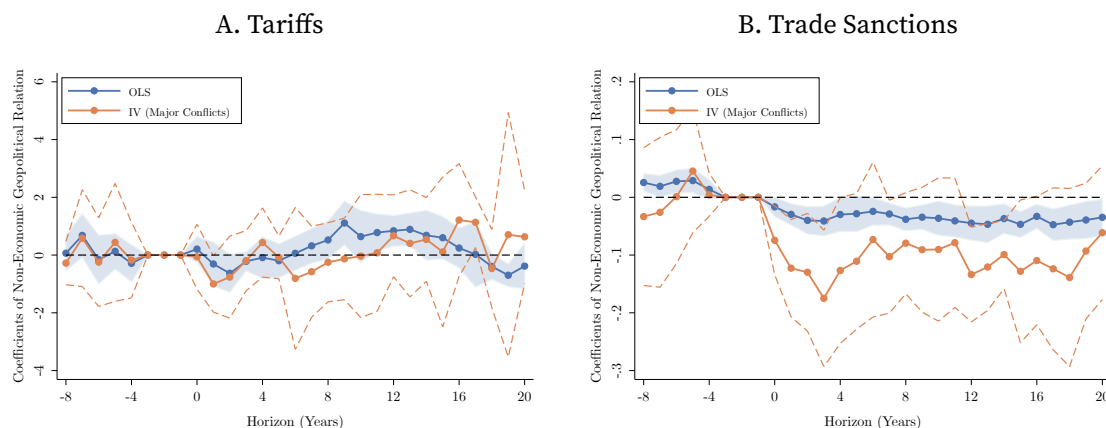 A. Tariffs
Coefficients of Non-Economic Geopolitical Relation
6
4
2
0
-2
-4
OLS
IV (Major Conflicts)
-8
-4
0
4
8
12
16
20
Horizon (Years)
B. Trade Sanctions
Coefficients of Non-Economic Geopolitical Relation
.2
.1
0
-.1
-.2
-.3
OLS
IV (Major Conflicts)
-8
-4
0
4
8
12
16
20
Horizon (Years)